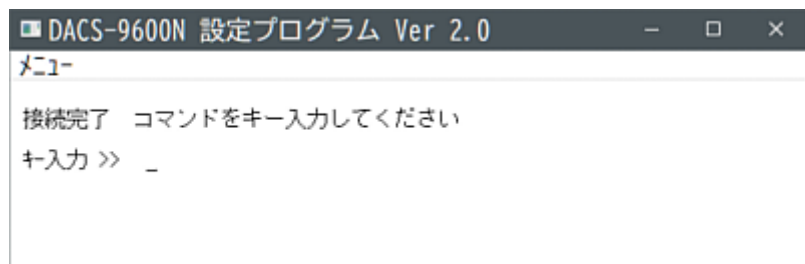 DACS-9600N 設定プログラム Ver 2.0
ﾒﾆｭｰ
接続完了　コマンドをキー入力してください
ｷｰ入力 >> _